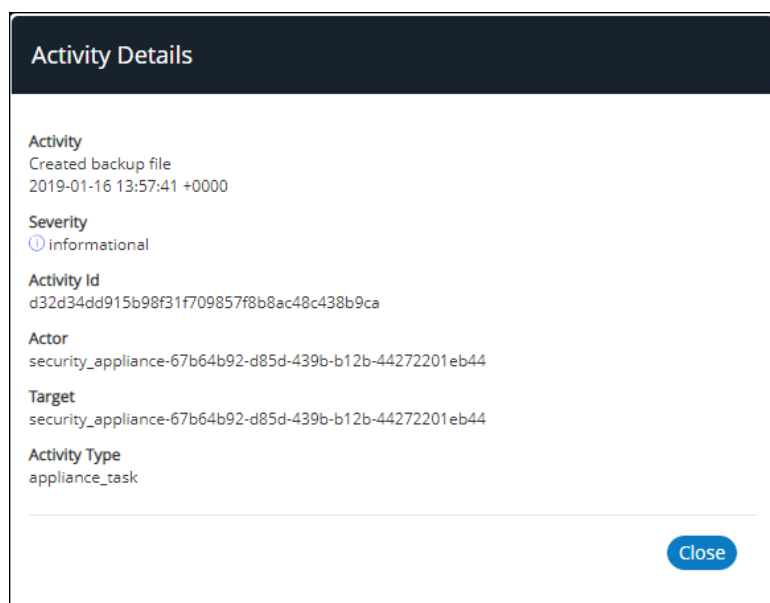 Activity Details
Activity
Created backup file
2019-01-16 13:57:41 +0000
Severity
informational
Activity Id
d32d34dd915b98f31f709857f8b8ac48c438b9ca
Actor
security_appliance-67b64b92-d85d-439b-b12b-44272201eb44
Target
security_appliance-67b64b92-d85d-439b-b12b-44272201eb44
Activity Type
appliance_task
Close